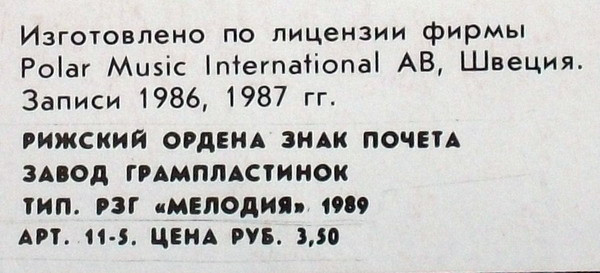 Изготовлено по лицензии фирмы
Polar Music International AB, Швеция.
Записи 1986, 1987 гг.
РИЖСКИЙ ОРДЕНА ЗНАК ПОЧЕТА
ЗАВОД ГРАМПЛАСТИНОК
ТИП. РЗГ «МЕЛОДИЯ» 1989
АРТ. 11-5. ЦЕНА РУБ. 3,50